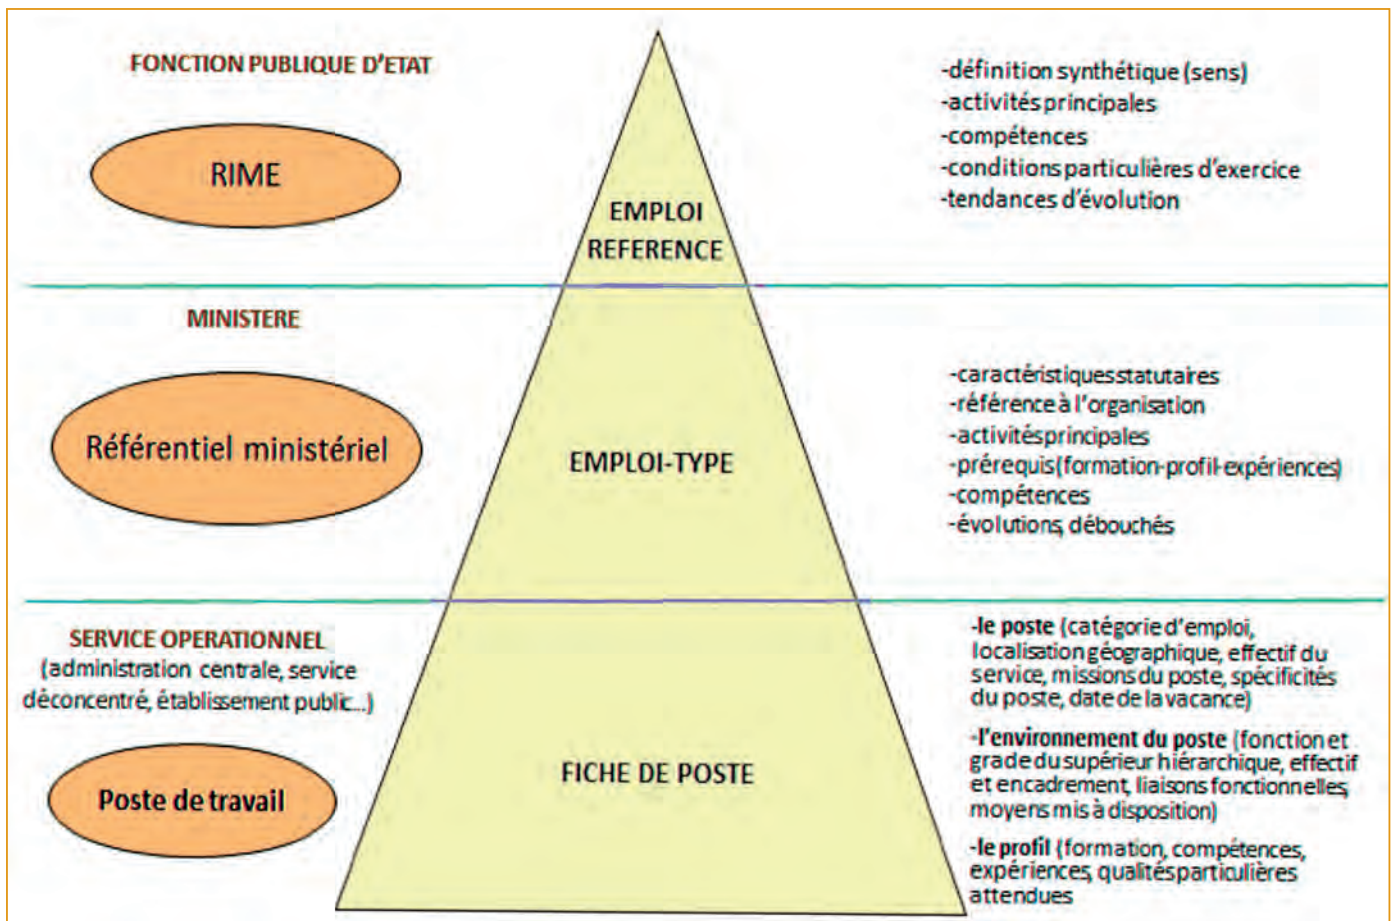 FONCTION PUBLIQUE D'ETAT
RIME
EMPLOI
REFERENCE
-définition synthétique (sens)
-activités principales
-compétences
-conditions particulières d'exercice
-tendances d'évolution
MINISTERE
Référentiel ministériel
EMPLOI-TYPE
-caractéristiques statutaires
-référence à l'organisation
-activités principales
-prérequis (formation-profil-expériences)
-compétences
-évolutions, débouchés
SERVICE OPERATIONNEL
(administration centrale, service
déconcentré, établissement public...)
Poste de travail
FICHE DE POSTE
-le poste (catégorie d'emploi,
localisation géographique, effectif du
service, missions du poste, spécificités
du poste, date de la vacance)
-l'environnement du poste (fonction et
grade du supérieur hiérarchique, effectif
et encadrement, liaisons fonctionnelles,
moyens mis à disposition)
-le profil (formation, compétences,
expériences, qualités particulières
attendues